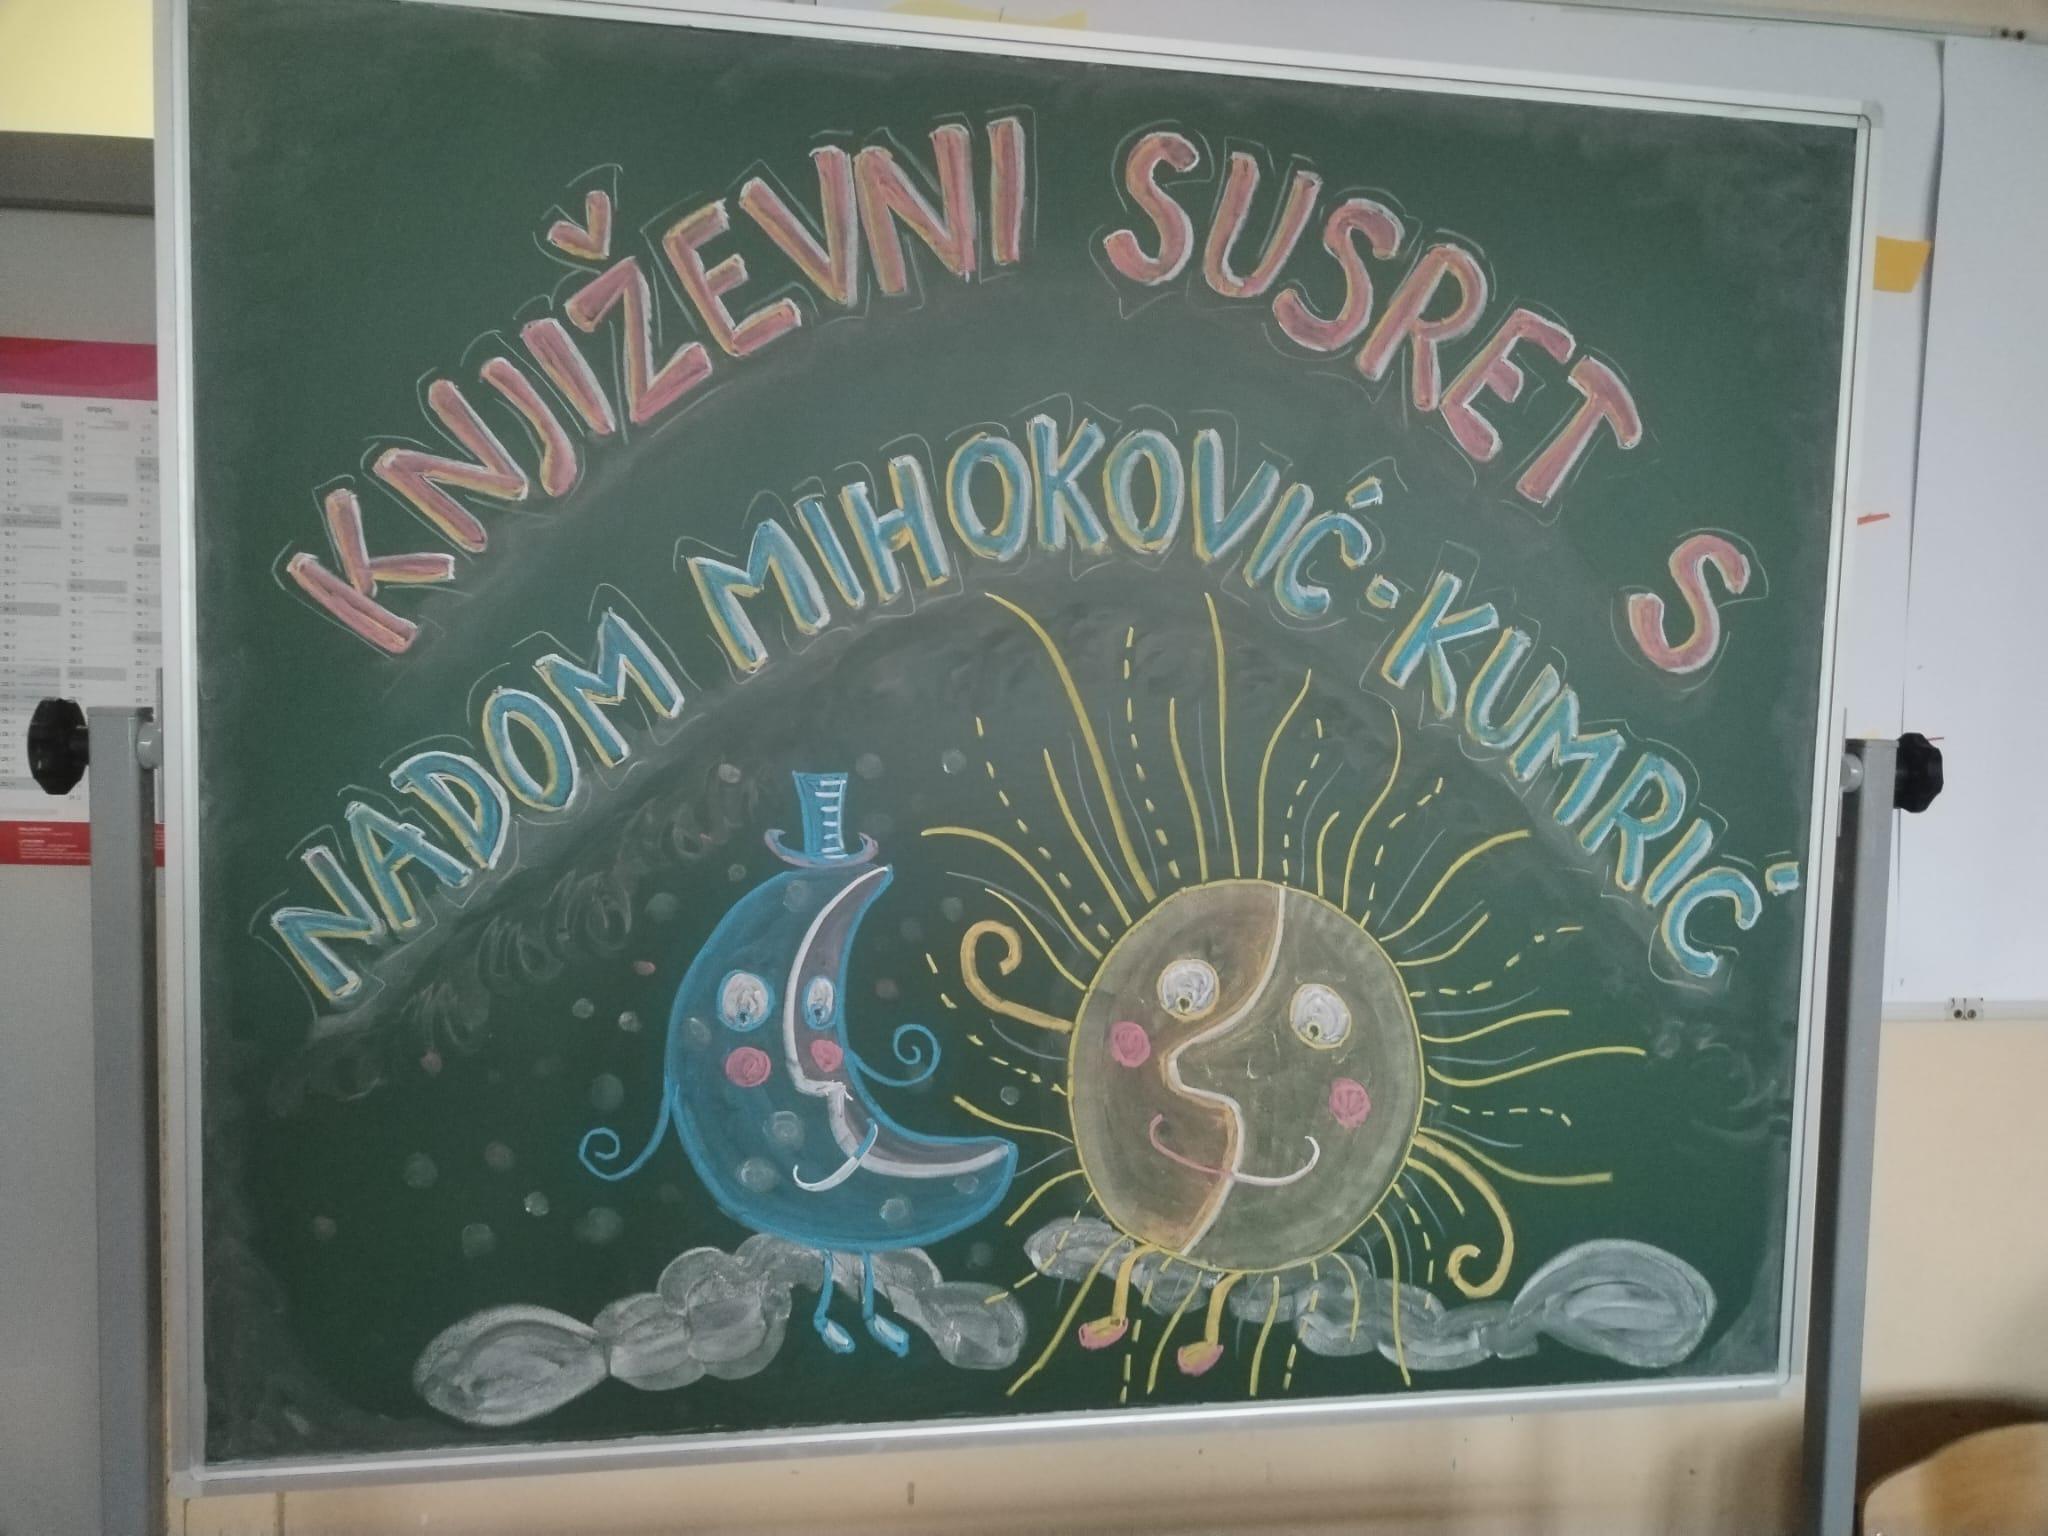 KNJIŽEVNI SUSRET S
NADOM MIHOKOVIĆ-KUMRIĆ